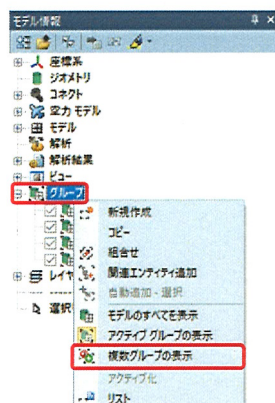 モデル情報
座標系
ジオメトリ
コネクト
空力 モデル
モデル
解析
解析結果
ビュー
グループ
新規作成
コピー
組合せ
関連エンティティ追加
自動追加 - 選択
モデルのすべてを表示
アクティブ グループの表示
複数グループの表示
アクティブ化
リスト
レイヤ
選択